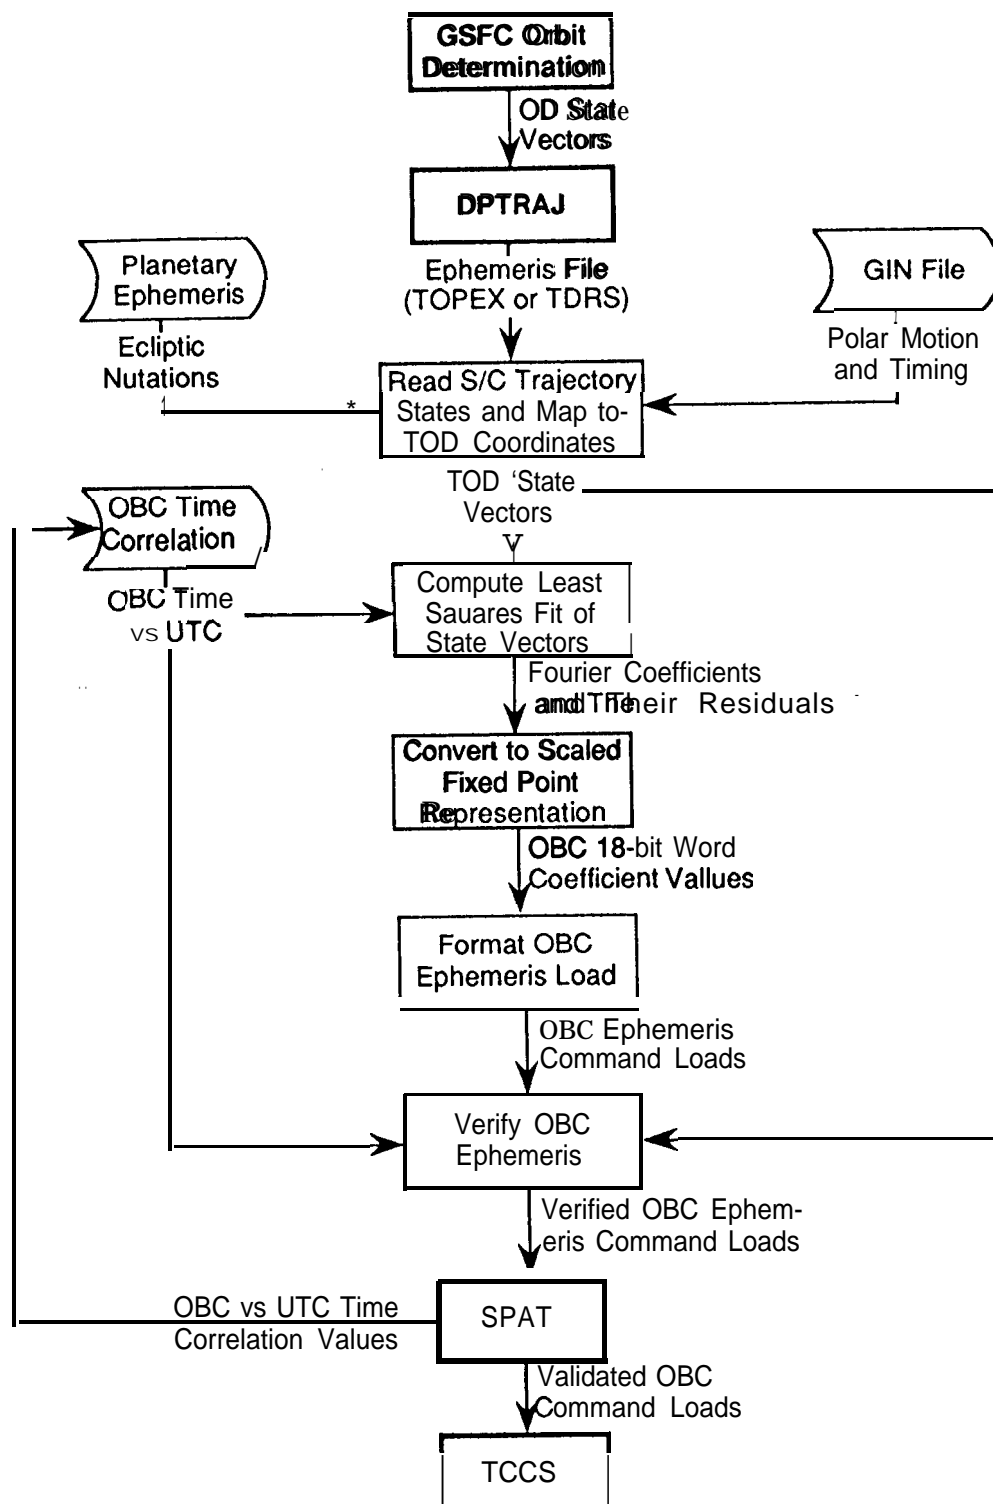 GSFC Orbit
Determination
OD State
Vectors
DPTRAJ
Ephemeris File
(TOPEX or TDRS)
Planetary
Ephemeris
Ecliptic
Nutations
GIN File
Polar Motion
and Timing
Read S/C Trajectory
States and Map to-
TOD Coordinates
*
TOD ‘State
Vectors
V
OBC Time
Correlation
OBC Time
vs UTC
Compute Least
Sauares Fit of
State Vectors
Fourier Coefficients
and Their Residuals
Convert to Scaled
Fixed Point
Representation
OBC 18-bit Word
Coefficient Vallues
Format OBC
Ephemeris Load
OBC Ephemeris
Command Loads
Verify OBC
Ephemeris
Verified OBC Ephem-
eris Command Loads
OBC vs UTC Time
Correlation Values
SPAT
Validated OBC
Command Loads
TCCS